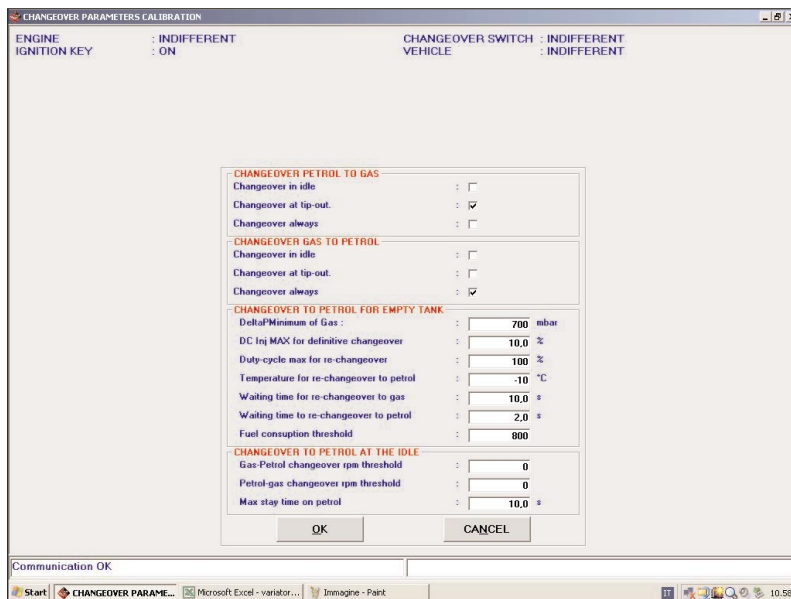 CHANGEOVER PARAMETERS CALIBRATION
ENGINE : INDIFFERENT CHANGEOVER SWITCH : INDIFFERENT
IGNITION KEY : ON VEHICLE : INDIFFERENT
CHANGEOVER PETROL TO GAS
Changeover in idle :
Changeover at tip-out. :
Changeover always :
CHANGEOVER GAS TO PETROL
Changeover in idle :
Changeover at tip-out. :
Changeover always :
CHANGEOVER TO PETROL FOR EMPTY TANK
DeltaPMinimum of Gas : : 700 mbar
DC Inj MAX for definitive changeover : 10,0 %
Duty-cycle max for re-changeover : 100 %
Temperature for re-changeover to petrol : -10 °C
Waiting time for re-changeover to gas : 10,0 s
Waiting time to re-changeover to petrol : 2,0 s
Fuel consuption threshold : 800
CHANGEOVER TO PETROL AT THE IDLE
Gas-Petrol changeover rpm threshold : 0
Petrol-gas changeover rpm threshold : 0
Max stay time on petrol : 10,0 s
OK CANCEL
Communication OK
Start CHANGEOVER PARAME... Microsoft Excel - variator... Immagine - Paint IT 10.58